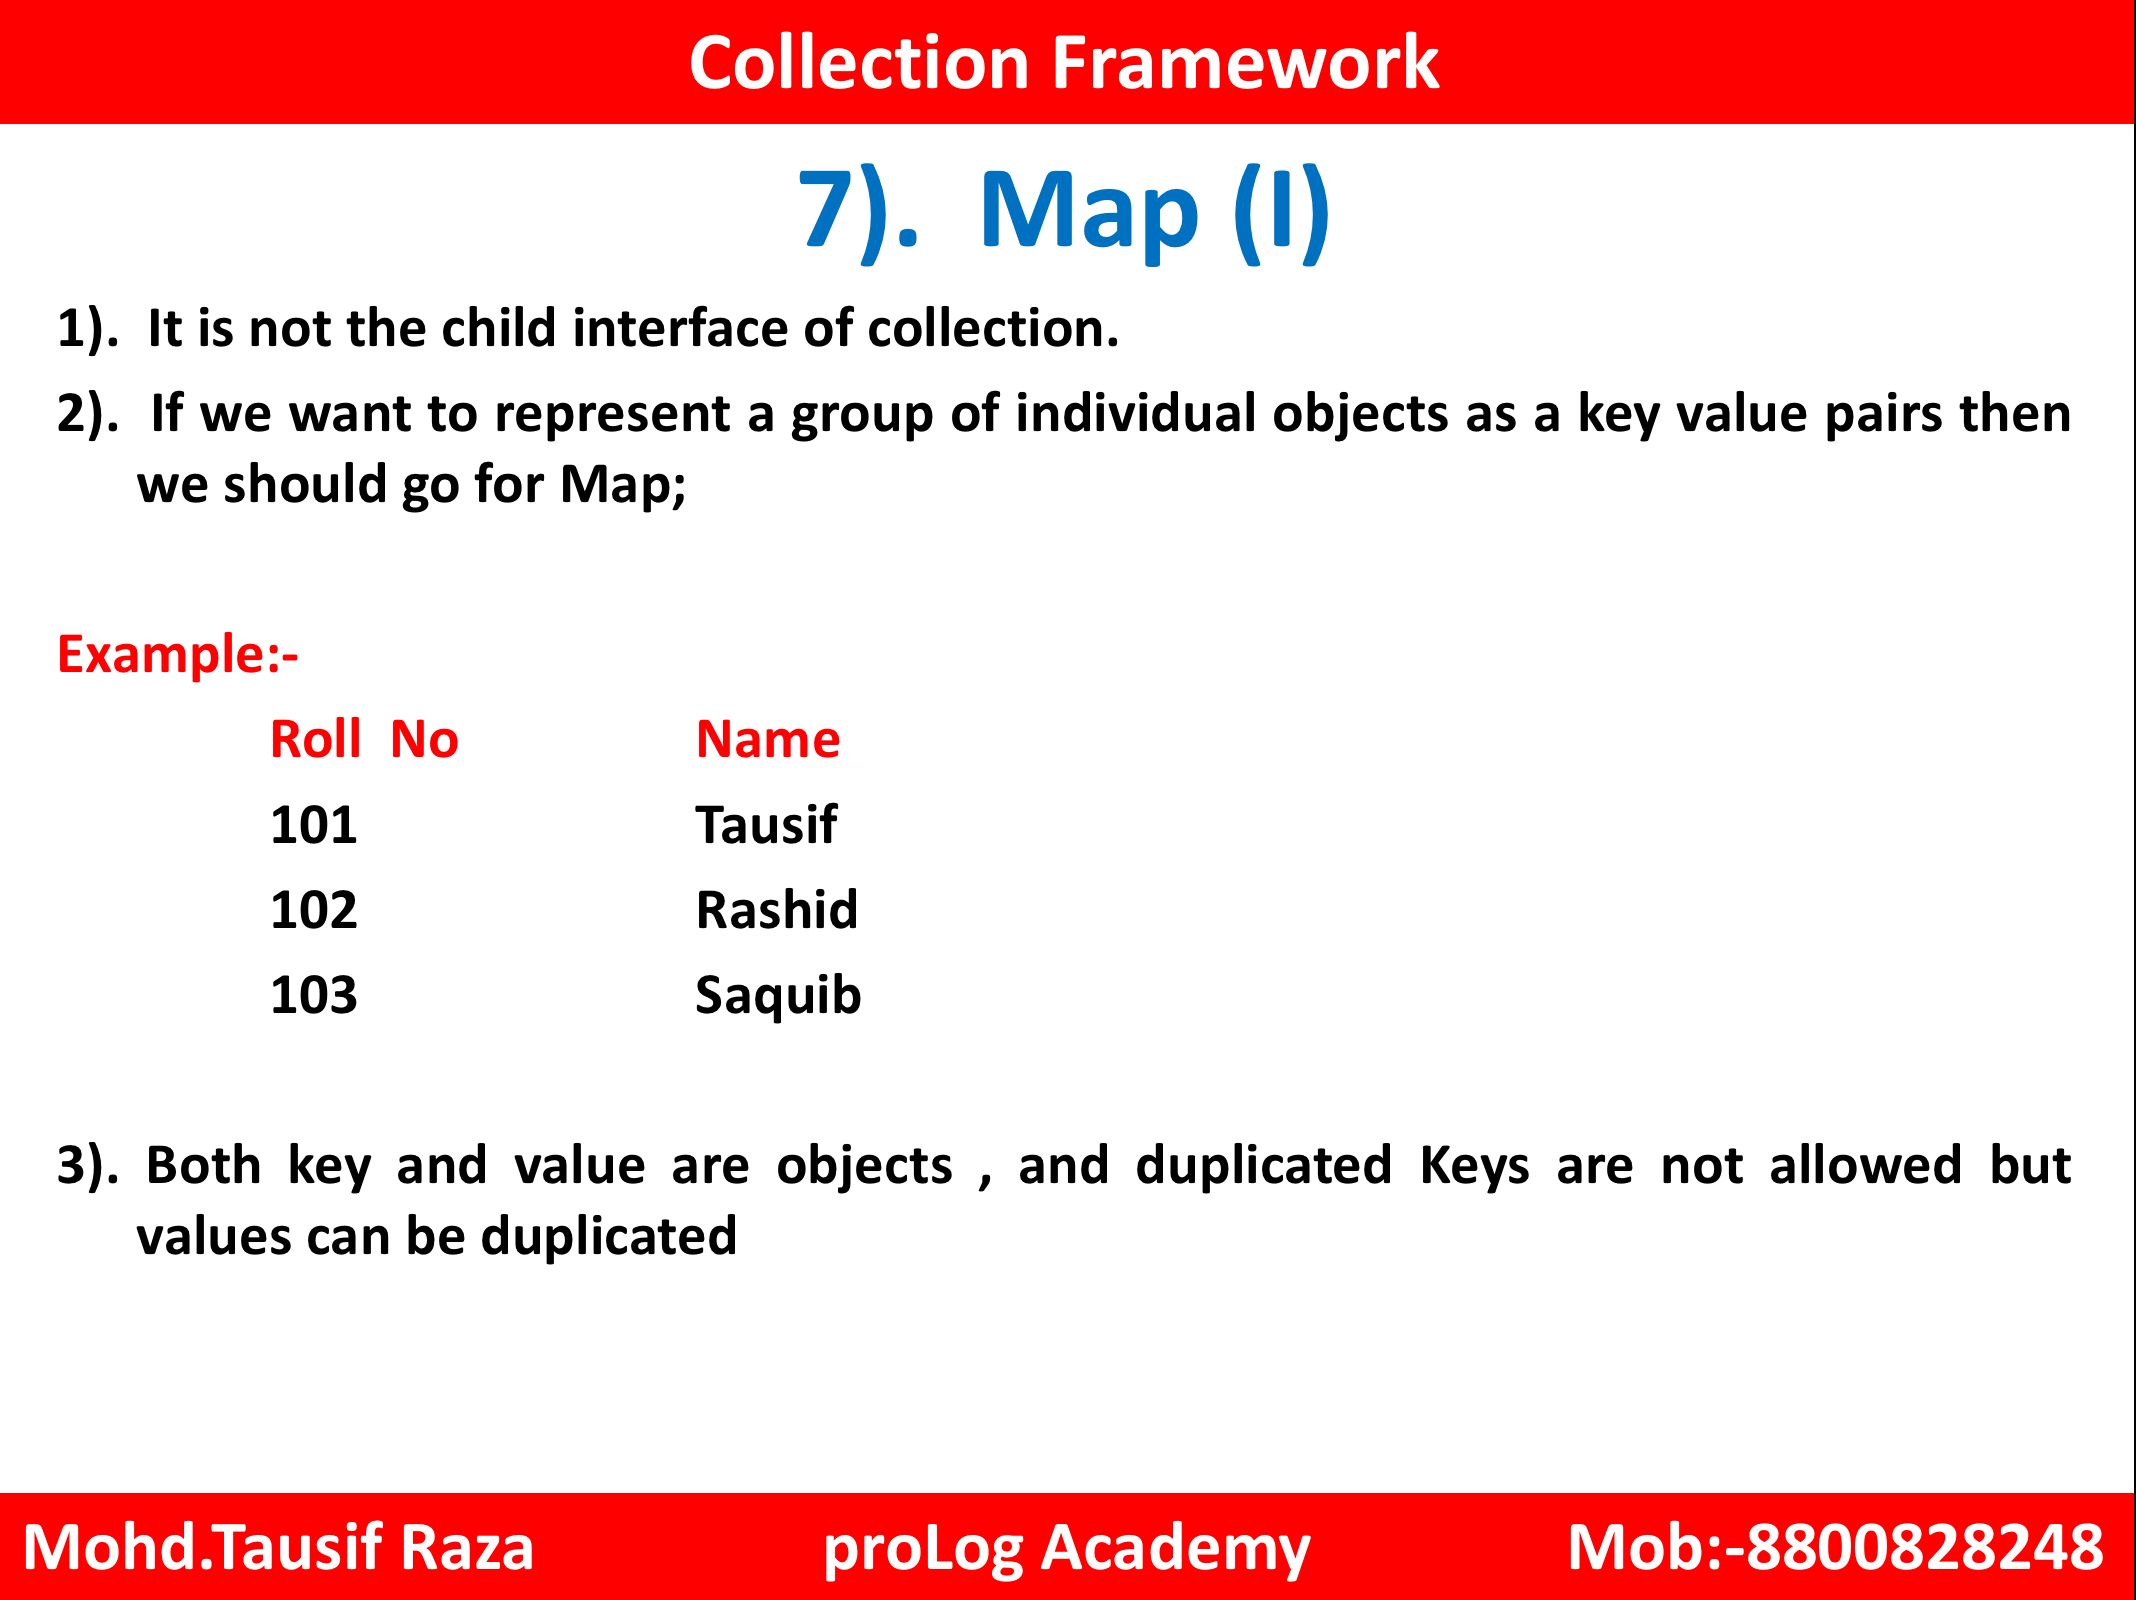 Collection Framework
7). Map (I)
1). It is not the child interface of collection.
2). If we want to represent a group of individual objects as a key value pairs then
we should go for Map;
Example:-
Roll No Name
101 Tausif
102 Rashid
103 Saquib
3). Both key and value are objects , and duplicated Keys are not allowed but
values can be duplicated
Mohd.Tausif Raza proLog Academy Mob:-8800828248